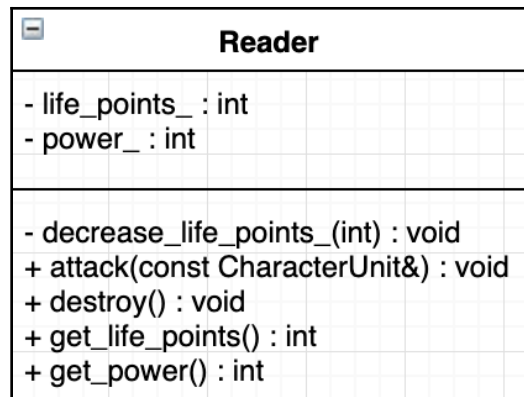 Reader
- life_points_ : int
- power_ : int
- decrease_life_points_(int) : void
+ attack(const CharacterUnit&) : void
+ destroy() : void
+ get_life_points() : int
+ get_power() : int